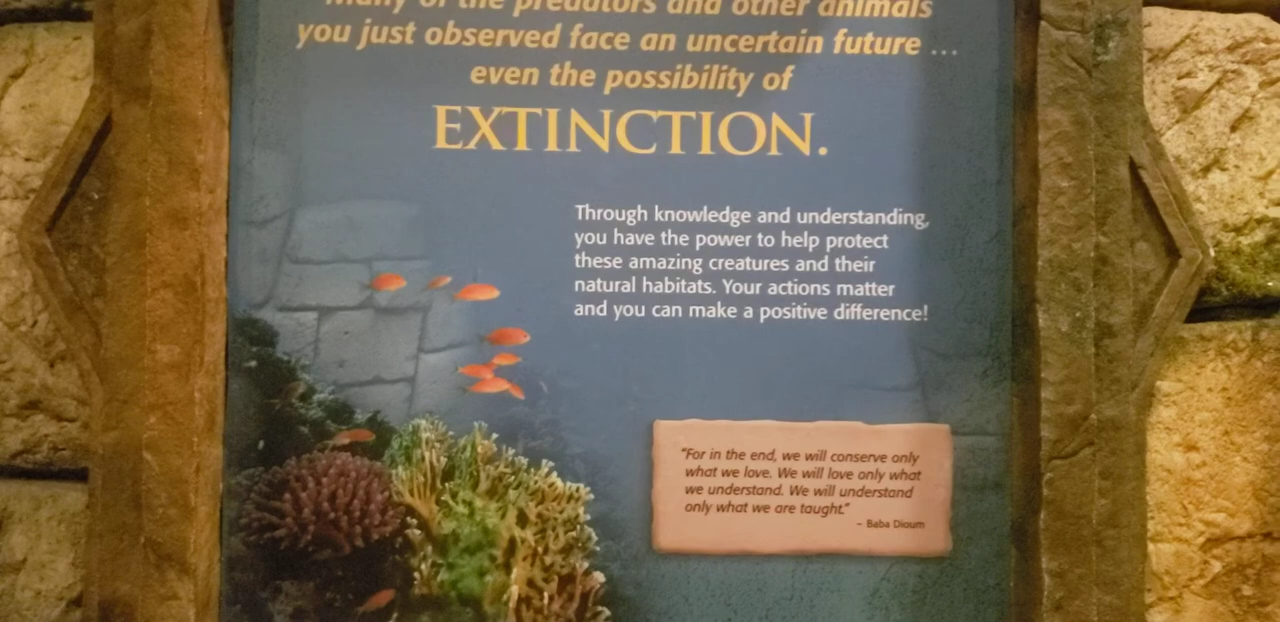 Many of the predators and other animals
you just observed face an uncertain future ...
even the possibility of
EXTINCTION.
Through knowledge and understanding,
you have the power to help protect
these amazing creatures and their
natural habitats. Your actions matter
and you can make a positive difference!
"For in the end, we will conserve only
what we love. We will love only what
we understand. We will understand
only what we are taught."
– Baba Dioum